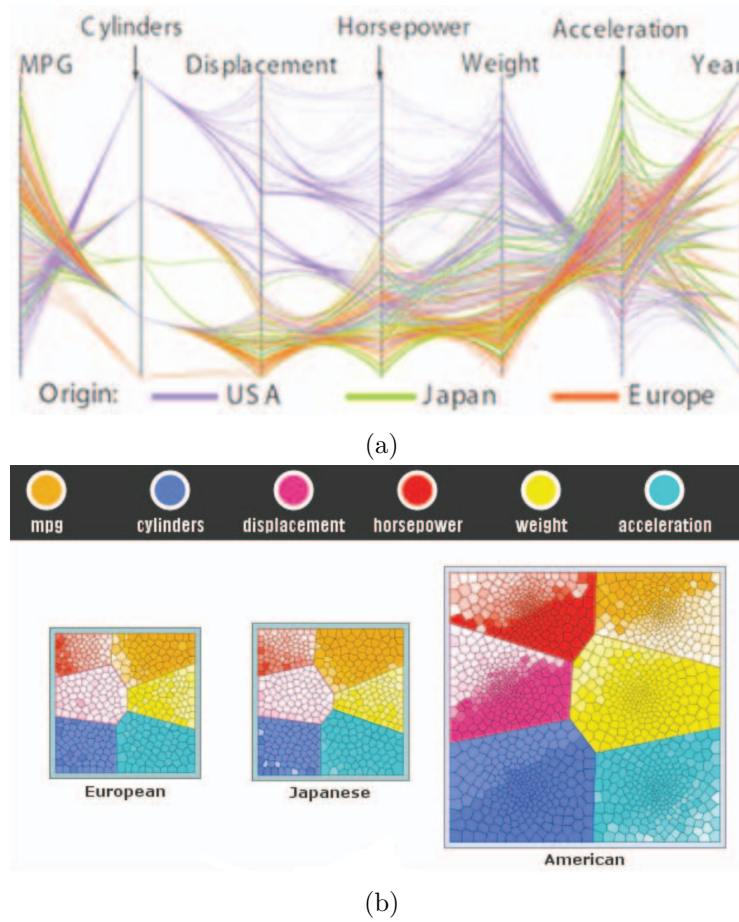 Cylinders Horsepower Acceleration
MPG Displacement Weight Year
Origin: USA Japan Europe
(a)
mpg cylinders displacement horsepower weight acceleration
European Japanese American
(b)